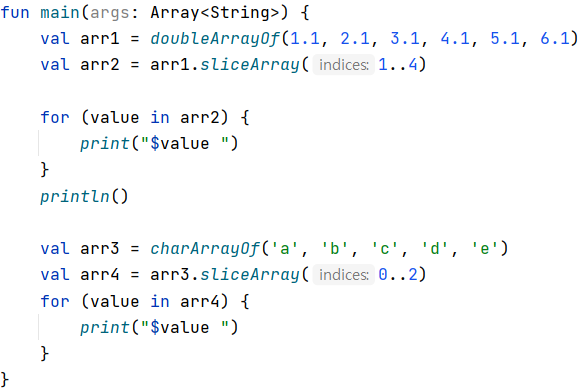 fun main(args: Array<String>) {
    val arr1 = doubleArrayOf(1.1, 2.1, 3.1, 4.1, 5.1, 6.1)
    val arr2 = arr1.sliceArray( indices: 1..4)

    for (value in arr2) {
        print("$value ")
    }
    println()

    val arr3 = charArrayOf('a', 'b', 'c', 'd', 'e')
    val arr4 = arr3.sliceArray( indices: 0..2)
    for (value in arr4) {
        print("$value ")
    }
}